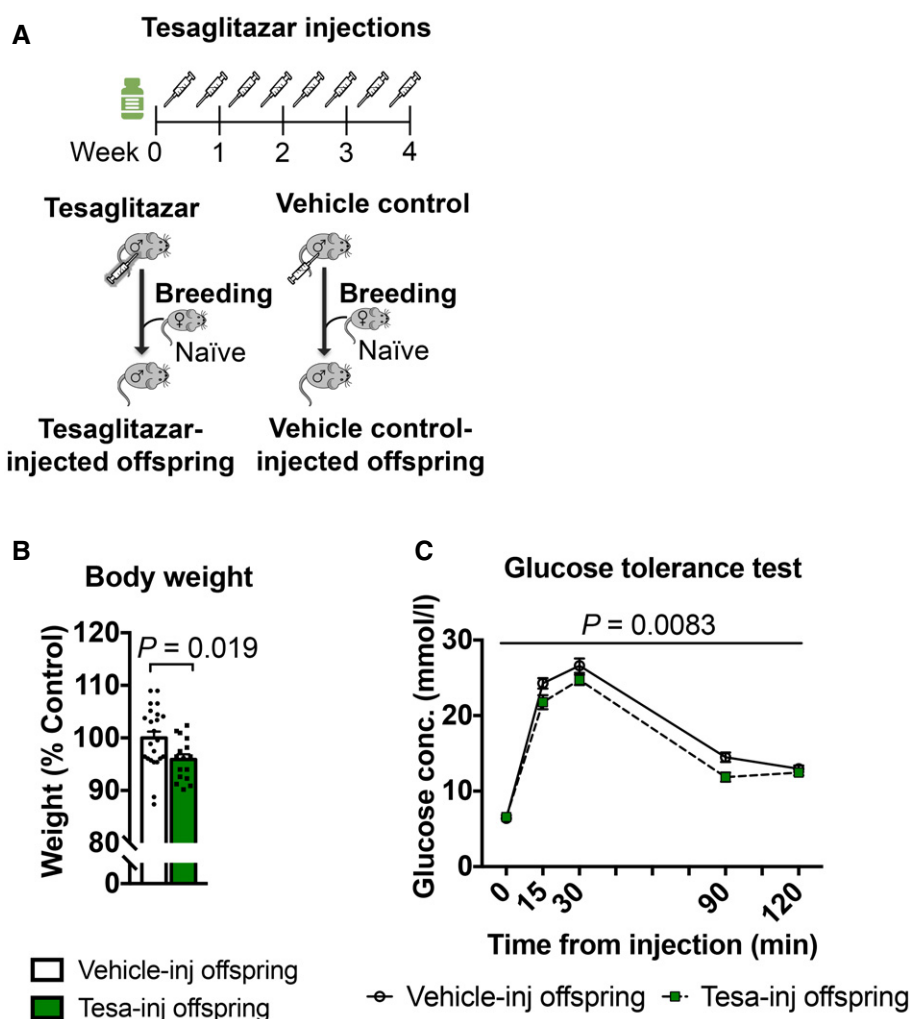 A
Tesaglitazar injections
Week 0 1 2 3 4
Tesaglitazar
Vehicle control
♂ ♂
Breeding Breeding
♀ ♀
Naïve Naïve
♂ ♂
Tesaglitazar-
injected offspring
Vehicle control-
injected offspring
B
Body weight
Weight (% Control)
120
110
100
90
80
0
P = 0.019
Vehicle-inj offspring
Tesa-inj offspring
C
Glucose tolerance test
Glucose conc. (mmol/l)
30
20
10
0
P = 0.0083
0 15 30 90 120
Time from injection (min)
Vehicle-inj offspring Tesa-inj offspring